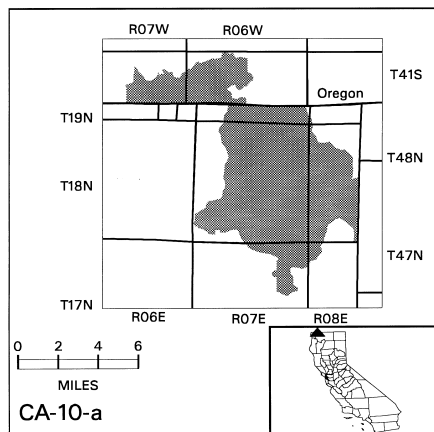 R07W R06W
T41S
Oregon
T19N
T48N
T18N
T47N
T17N
R06E R07E R08E
0 2 4 6
MILES
CA-10-a